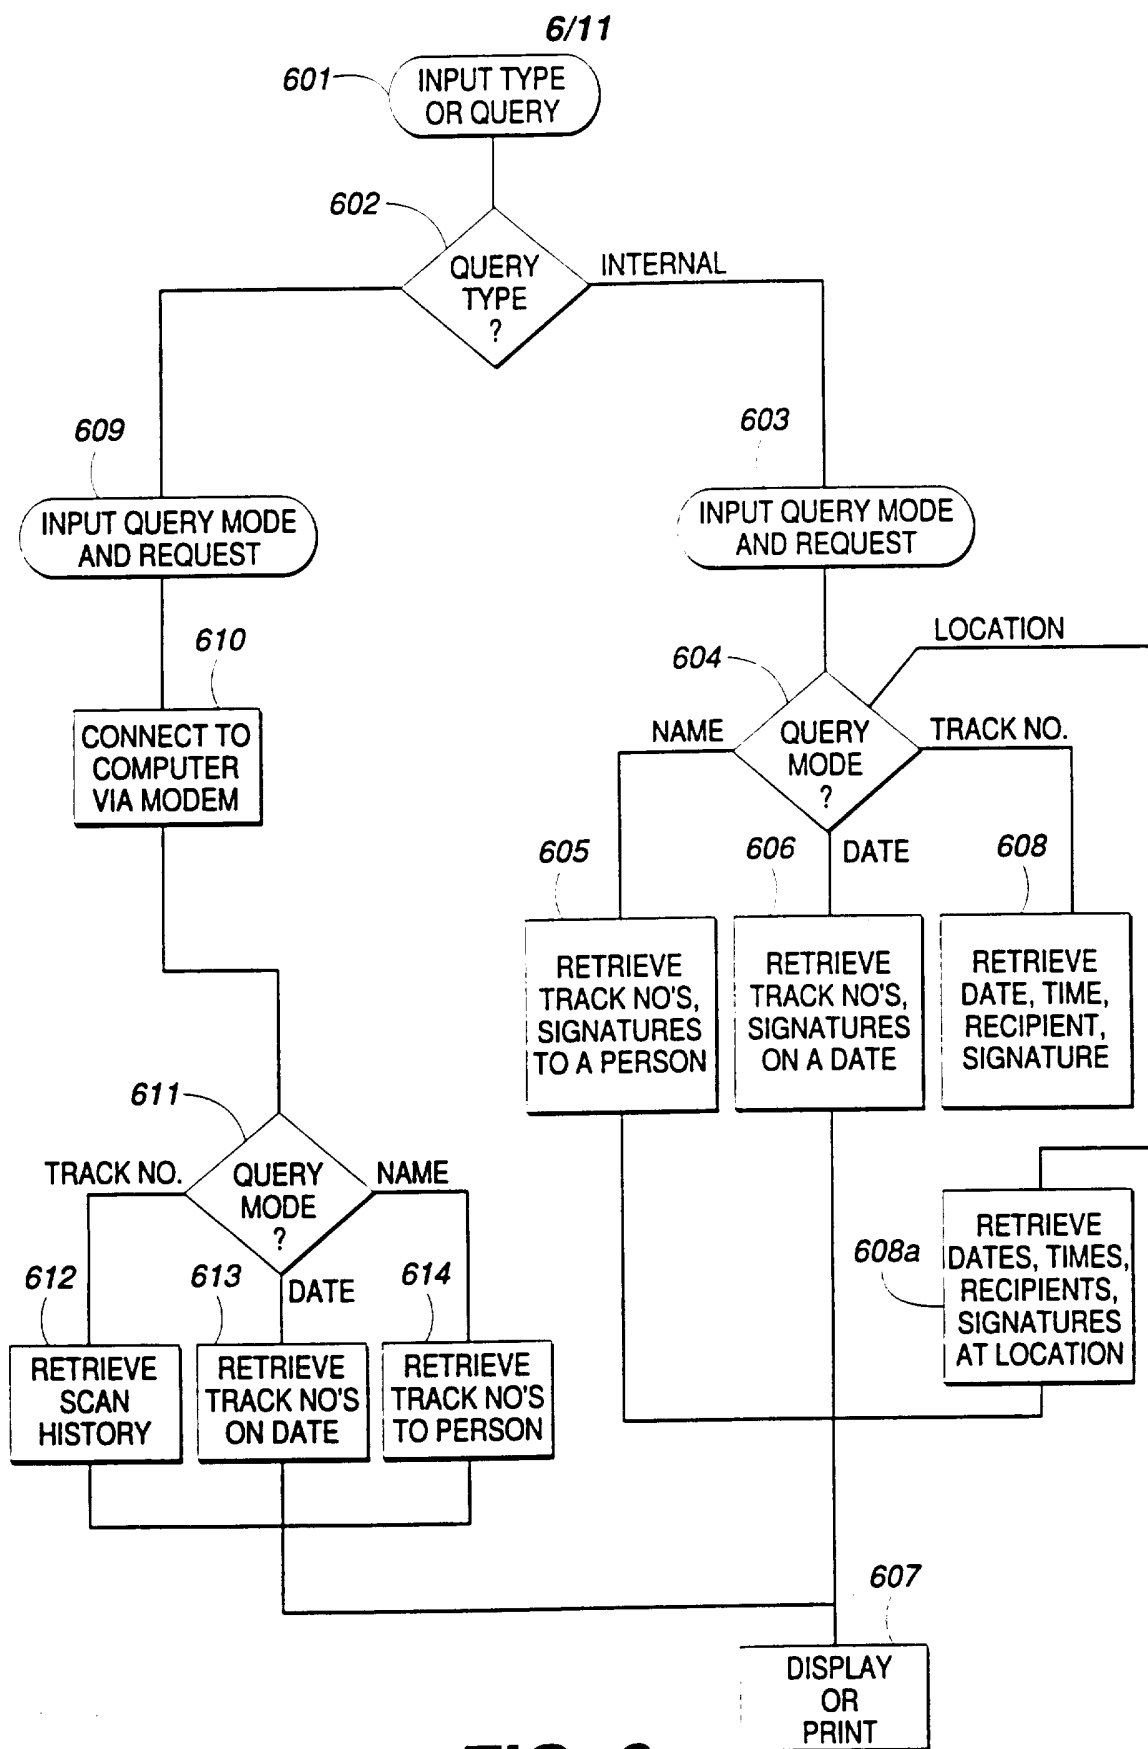 6/11
601
INPUT TYPE
OR QUERY
602
QUERY
TYPE
?
INTERNAL
609
INPUT QUERY MODE
AND REQUEST
603
INPUT QUERY MODE
AND REQUEST
610
CONNECT TO
COMPUTER
VIA MODEM
LOCATION
604
NAME
QUERY
MODE
?
TRACK NO.
DATE
605
RETRIEVE
TRACK NO'S,
SIGNATURES
TO A PERSON
606
RETRIEVE
TRACK NO'S,
SIGNATURES
ON A DATE
608
RETRIEVE
DATE, TIME,
RECIPIENT,
SIGNATURE
611
TRACK NO.
QUERY
MODE
?
NAME
DATE
608a
RETRIEVE
DATES, TIMES,
RECIPIENTS,
SIGNATURES
AT LOCATION
612
RETRIEVE
SCAN
HISTORY
613
RETRIEVE
TRACK NO'S
ON DATE
614
RETRIEVE
TRACK NO'S
TO PERSON
607
DISPLAY
OR
PRINT